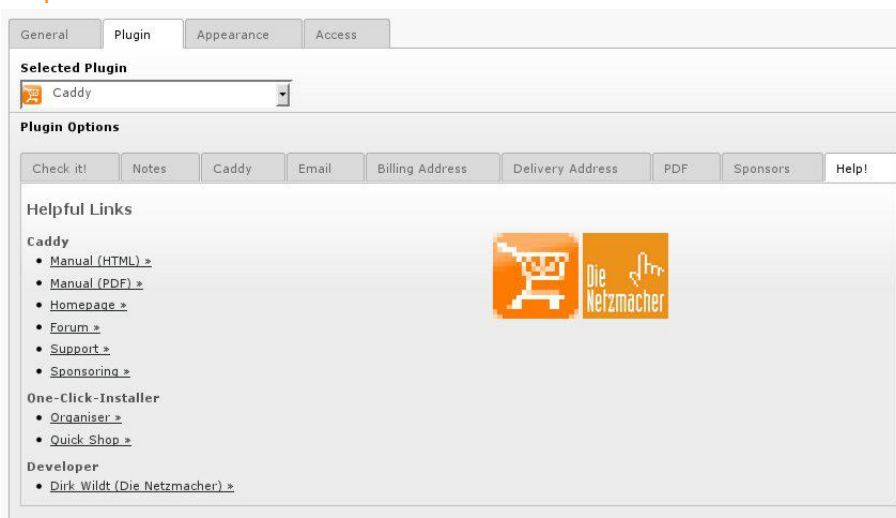 General Plugin Appearance Access
Selected Plugin
Caddy
Plugin Options
Check it! Notes Caddy Email Billing Address Delivery Address PDF Sponsors Help!
Helpful Links
Caddy
Manual (HTML) »
Manual (PDF) »
Homepage »
Forum »
Support »
Sponsoring »
One-Click-Installer
Organiser »
Quick Shop »
Developer
Dirk Wildt (Die Netzmacher) »
Die
Netzmacher